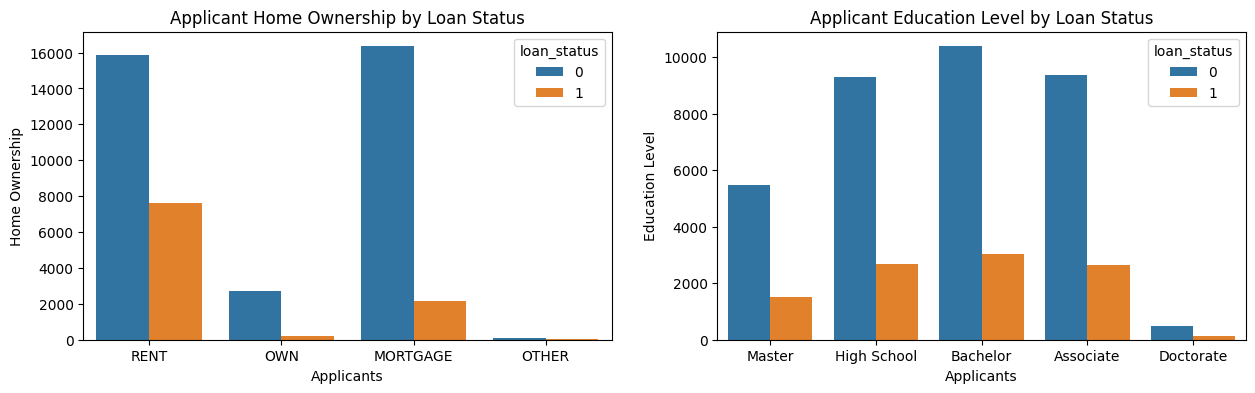 Applicant Home Ownership by Loan Status
Home Ownership
16000
14000
12000
10000
8000
6000
4000
2000
0
RENT
OWN
MORTGAGE
OTHER
Applicants
loan_status
0
1
Applicant Education Level by Loan Status
Education Level
10000
8000
6000
4000
2000
0
Master
High School
Bachelor
Associate
Doctorate
Applicants
loan_status
0
1